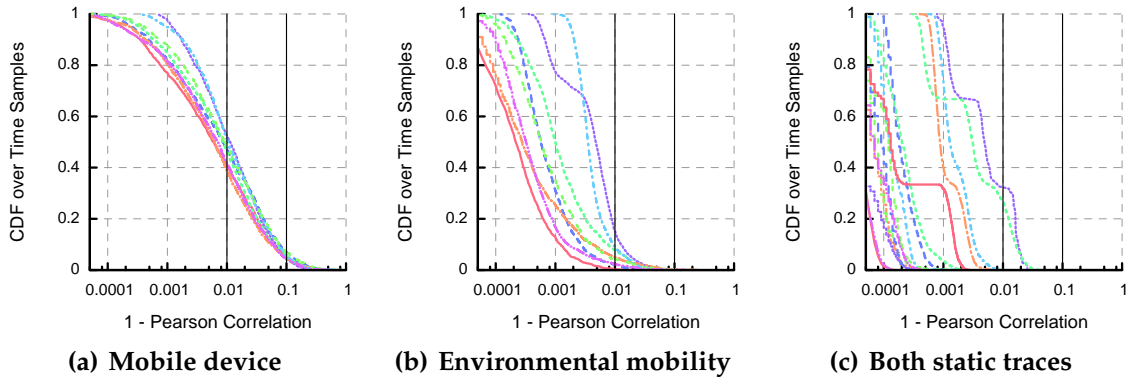 CDF over Time Samples
1
0.8
0.6
0.4
0.2
0
0.0001 0.001 0.01 0.1 1
1 - Pearson Correlation
(a) Mobile device
CDF over Time Samples
1
0.8
0.6
0.4
0.2
0
0.0001 0.001 0.01 0.1 1
1 - Pearson Correlation
(b) Environmental mobility
CDF over Time Samples
1
0.8
0.6
0.4
0.2
0
0.0001 0.001 0.01 0.1 1
1 - Pearson Correlation
(c) Both static traces